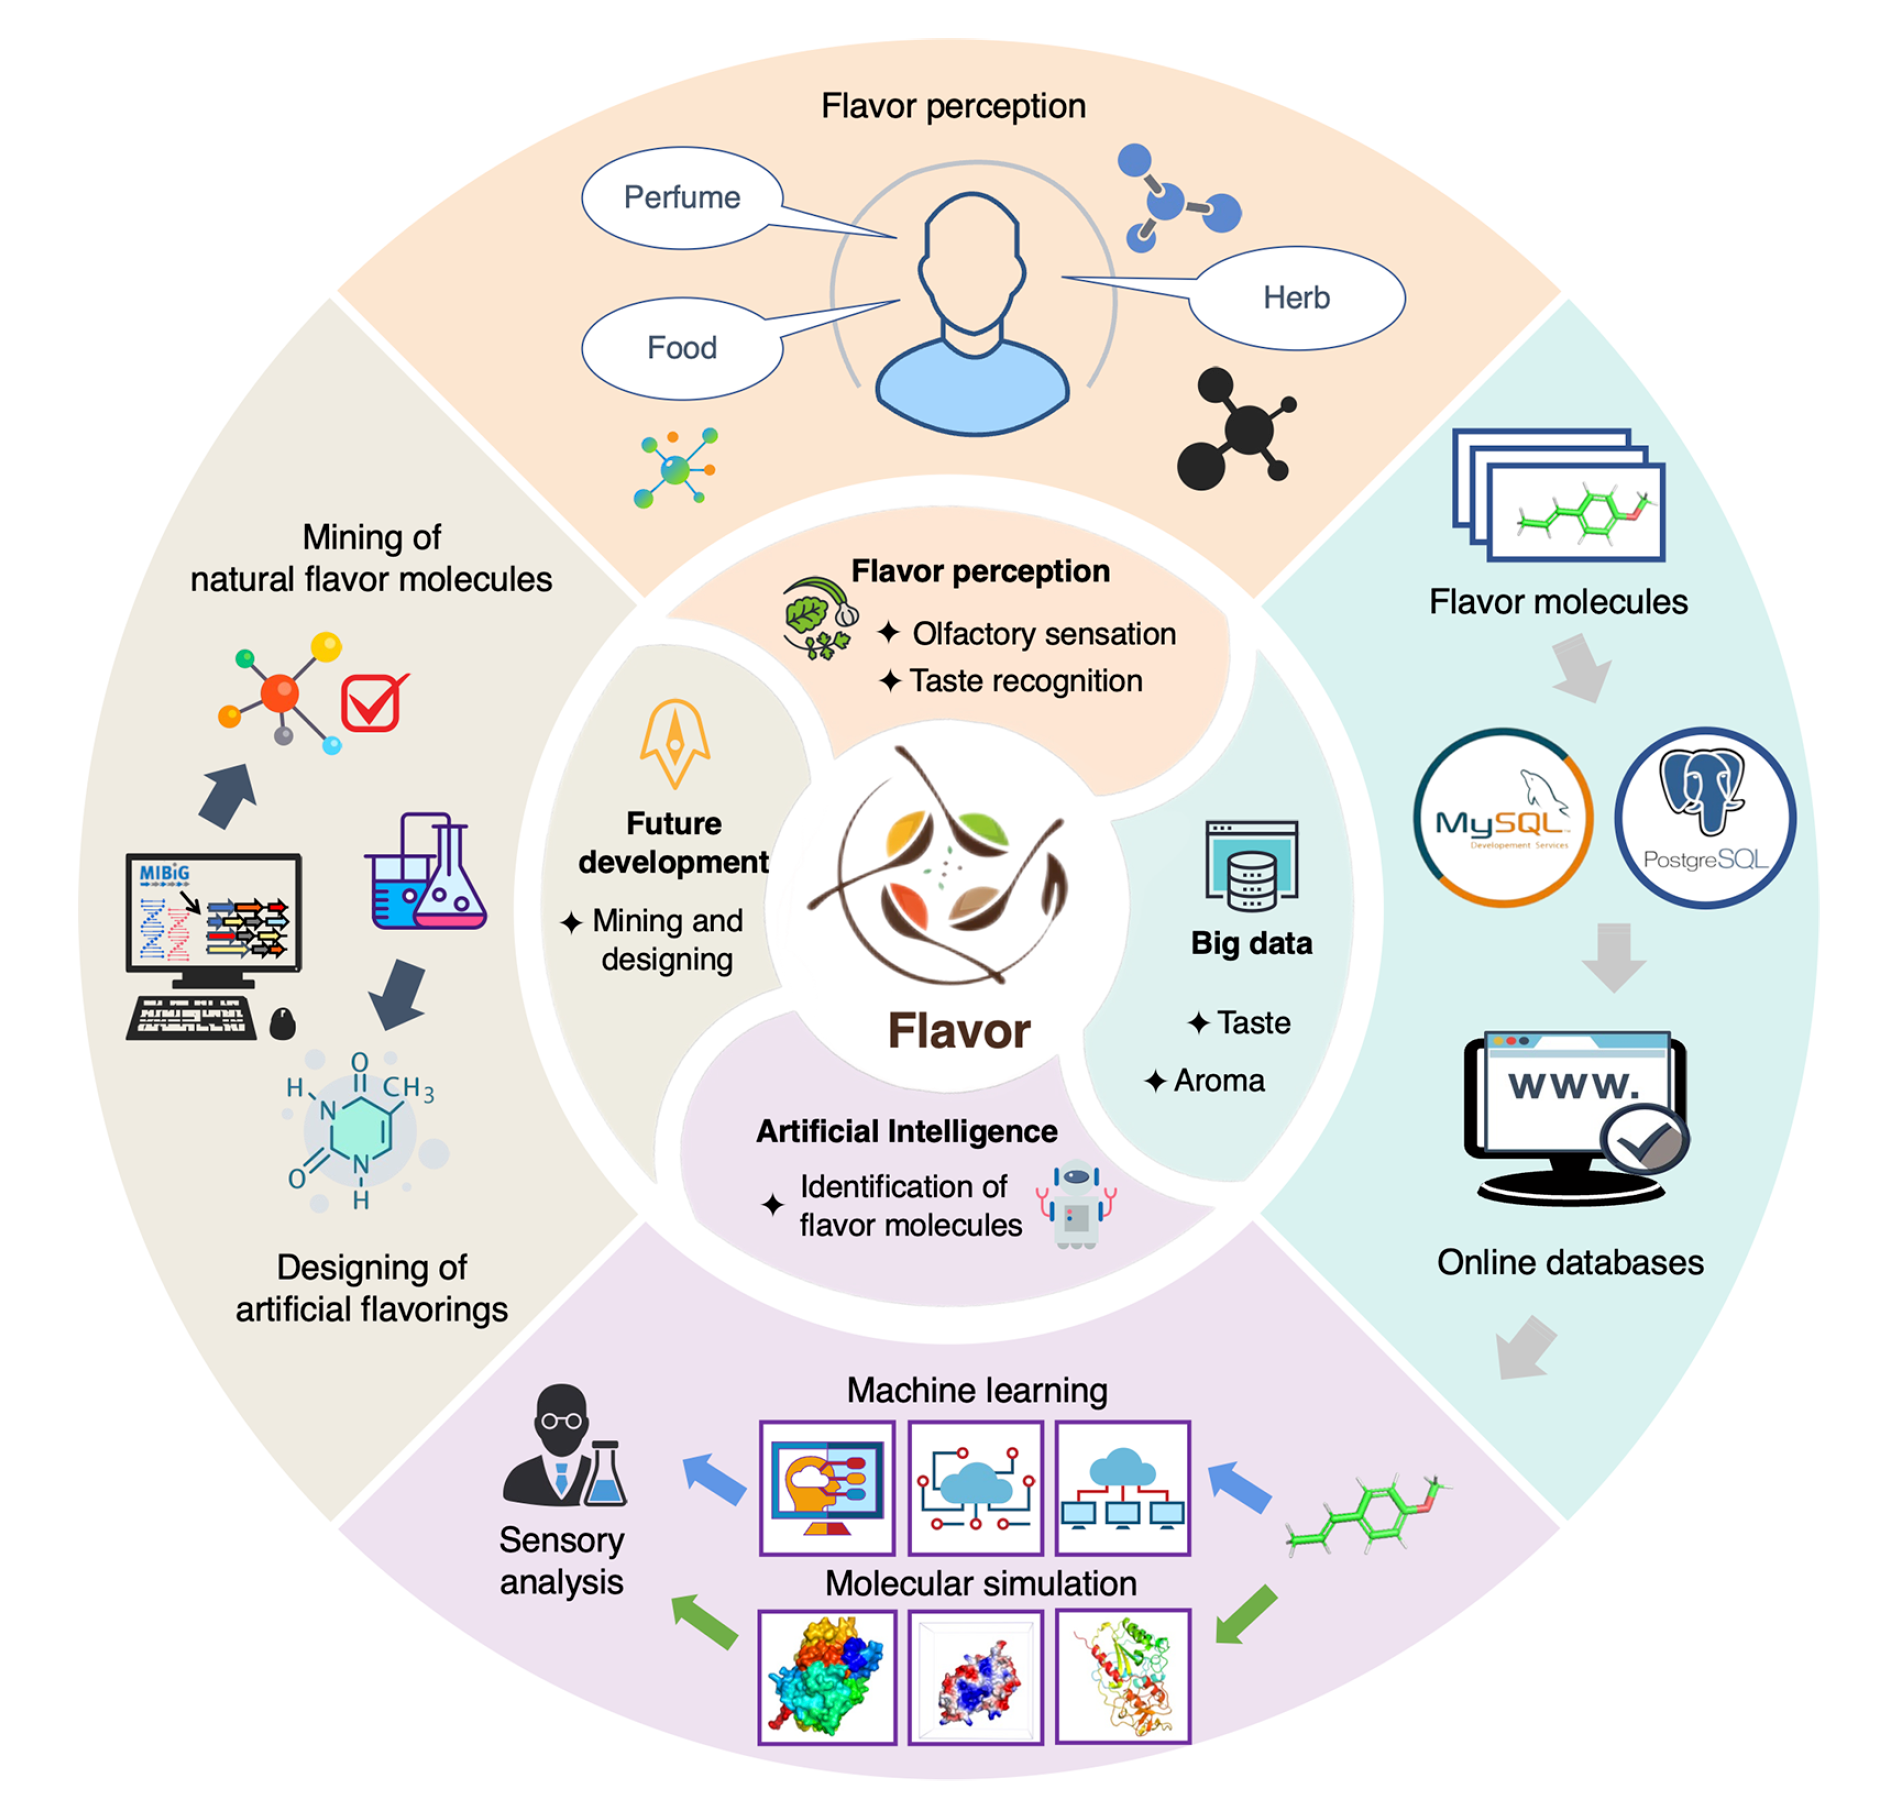 Flavor perception
Perfume
Herb
Food
Flavor molecules
MySQL
Developement Services
PostgreSQL
www.
Online databases
Machine learning
Molecular simulation
Sensory
analysis
Mining of
natural flavor molecules
MIBiG
O
H
CH3
N
O
N
H
Designing of
artificial flavorings
Flavor perception
✦ Olfactory sensation
✦ Taste recognition
Big data
✦ Taste
✦ Aroma
Artificial Intelligence
✦ Identification of
flavor molecules
Future
development
✦ Mining and
designing
Flavor